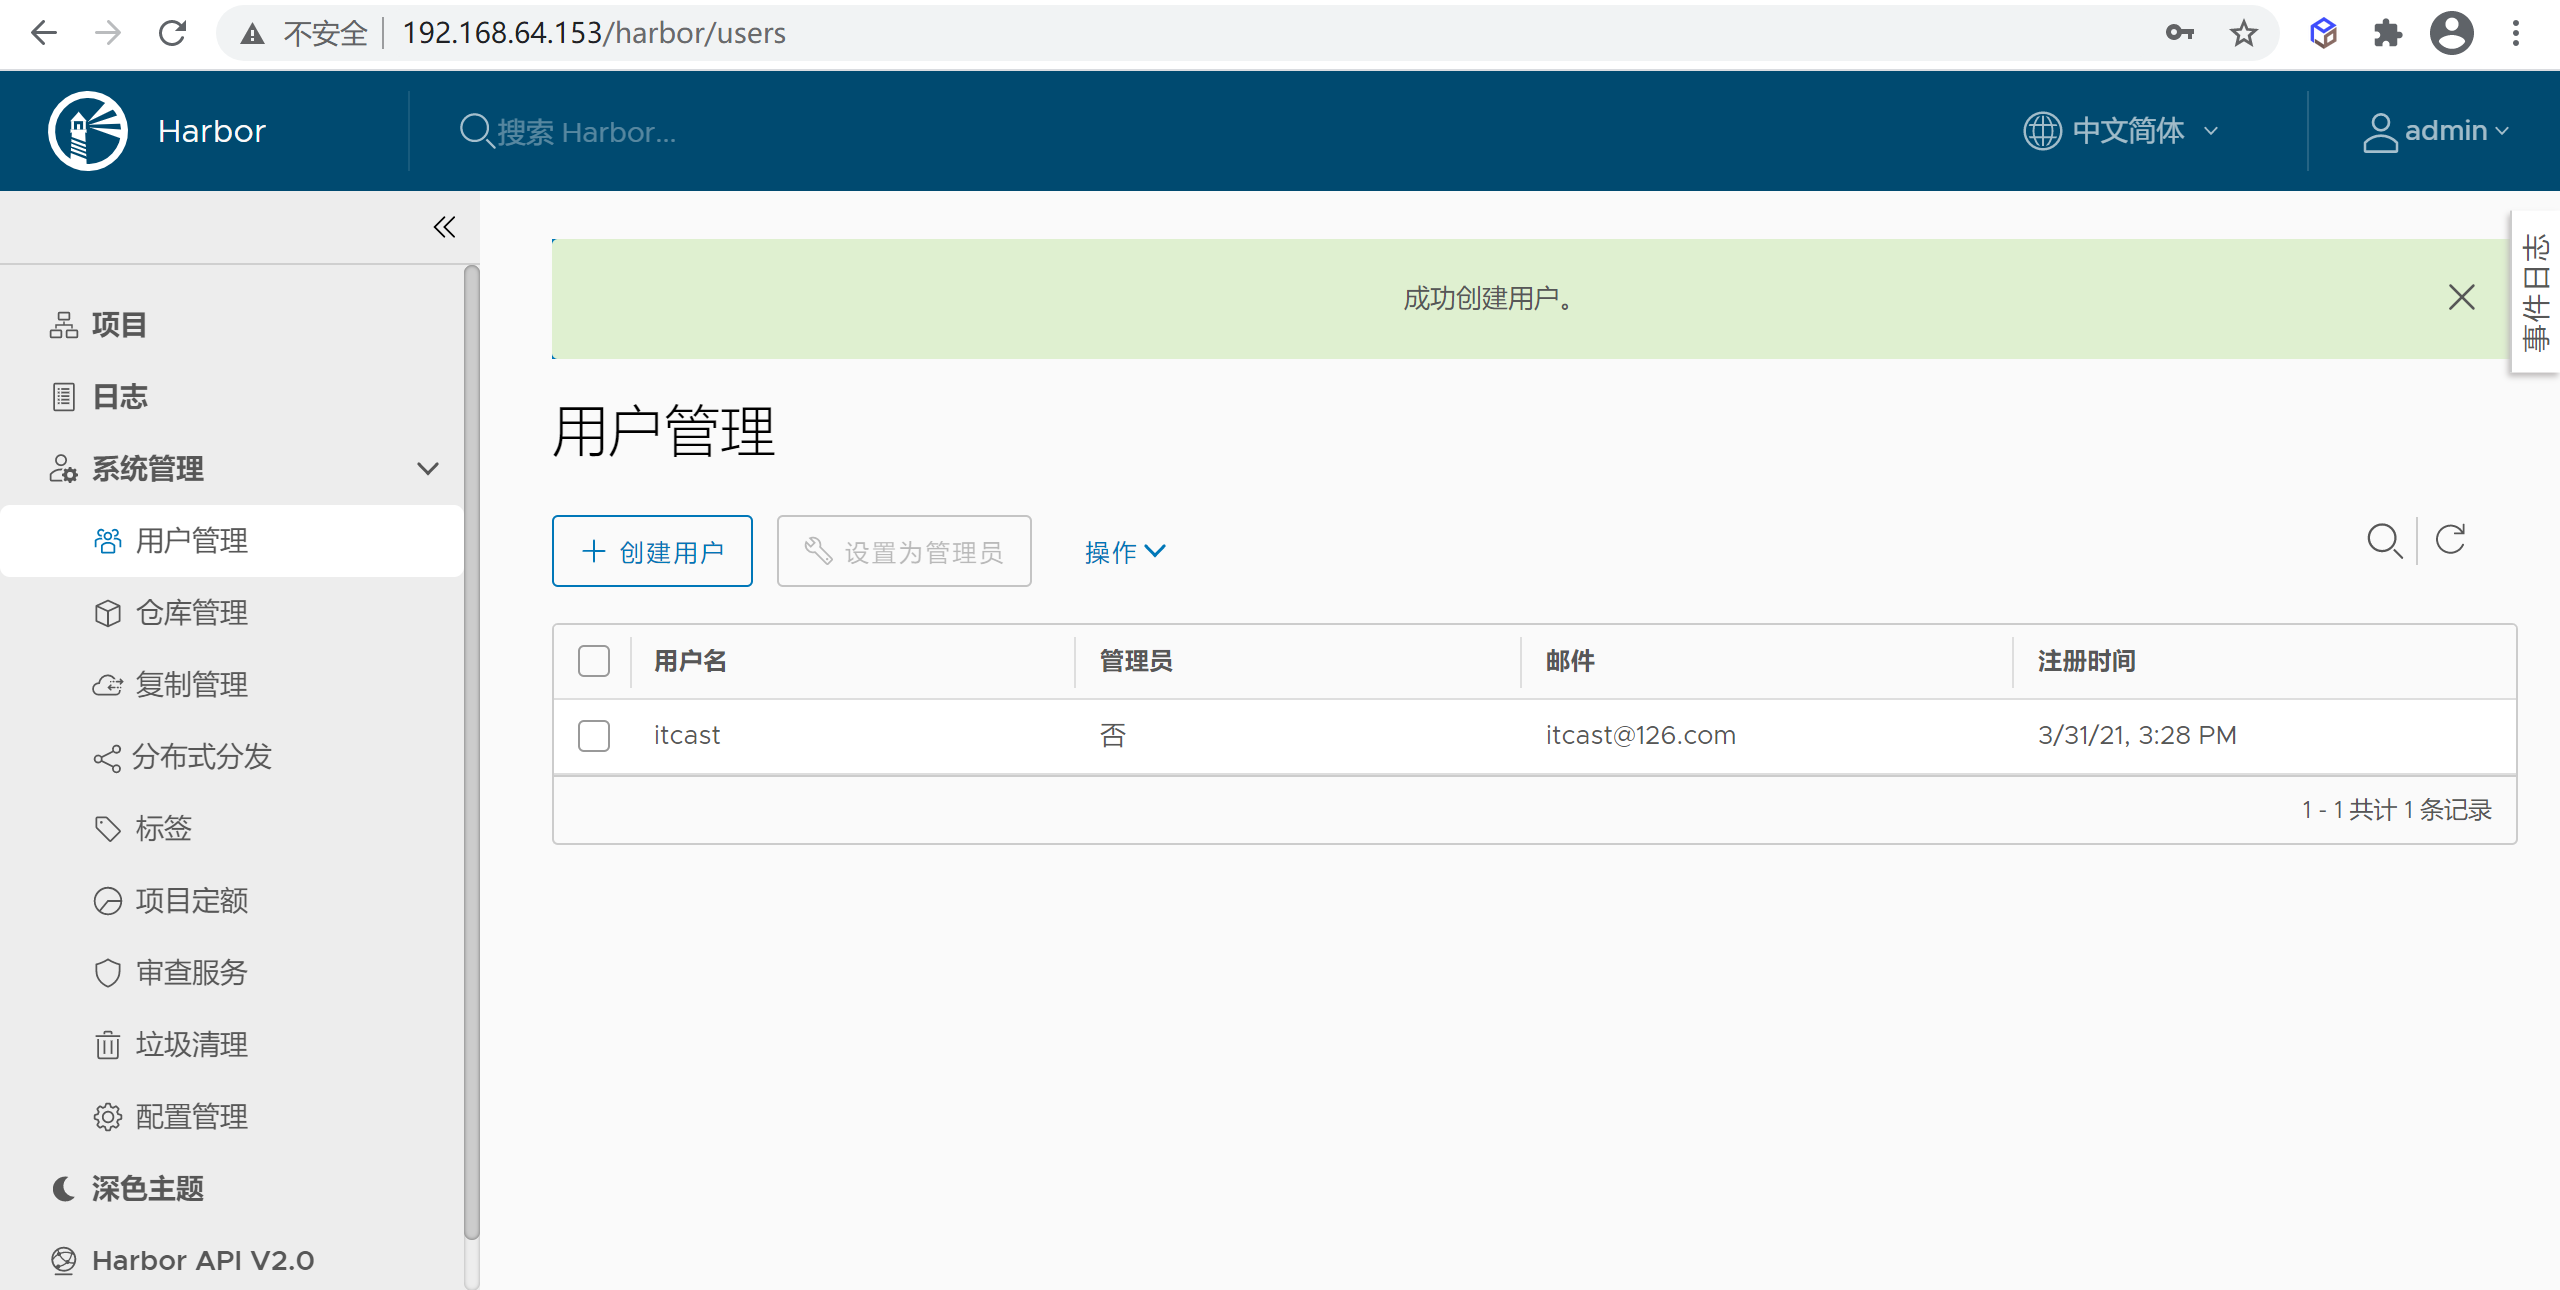 不安全 192.168.64.153/harbor/users
Harbor
搜索 Harbor...
中文简体
admin
事件日志
项目
日志
系统管理
用户管理
仓库管理
复制管理
分布式分发
标签
项目定额
审查服务
垃圾清理
配置管理
深色主题
Harbor API V2.0
成功创建用户。
用户管理
创建用户 设置为管理员 操作
用户名 管理员 邮件 注册时间
itcast 否 itcast@126.com 3/31/21, 3:28 PM
1 - 1 共计 1 条记录